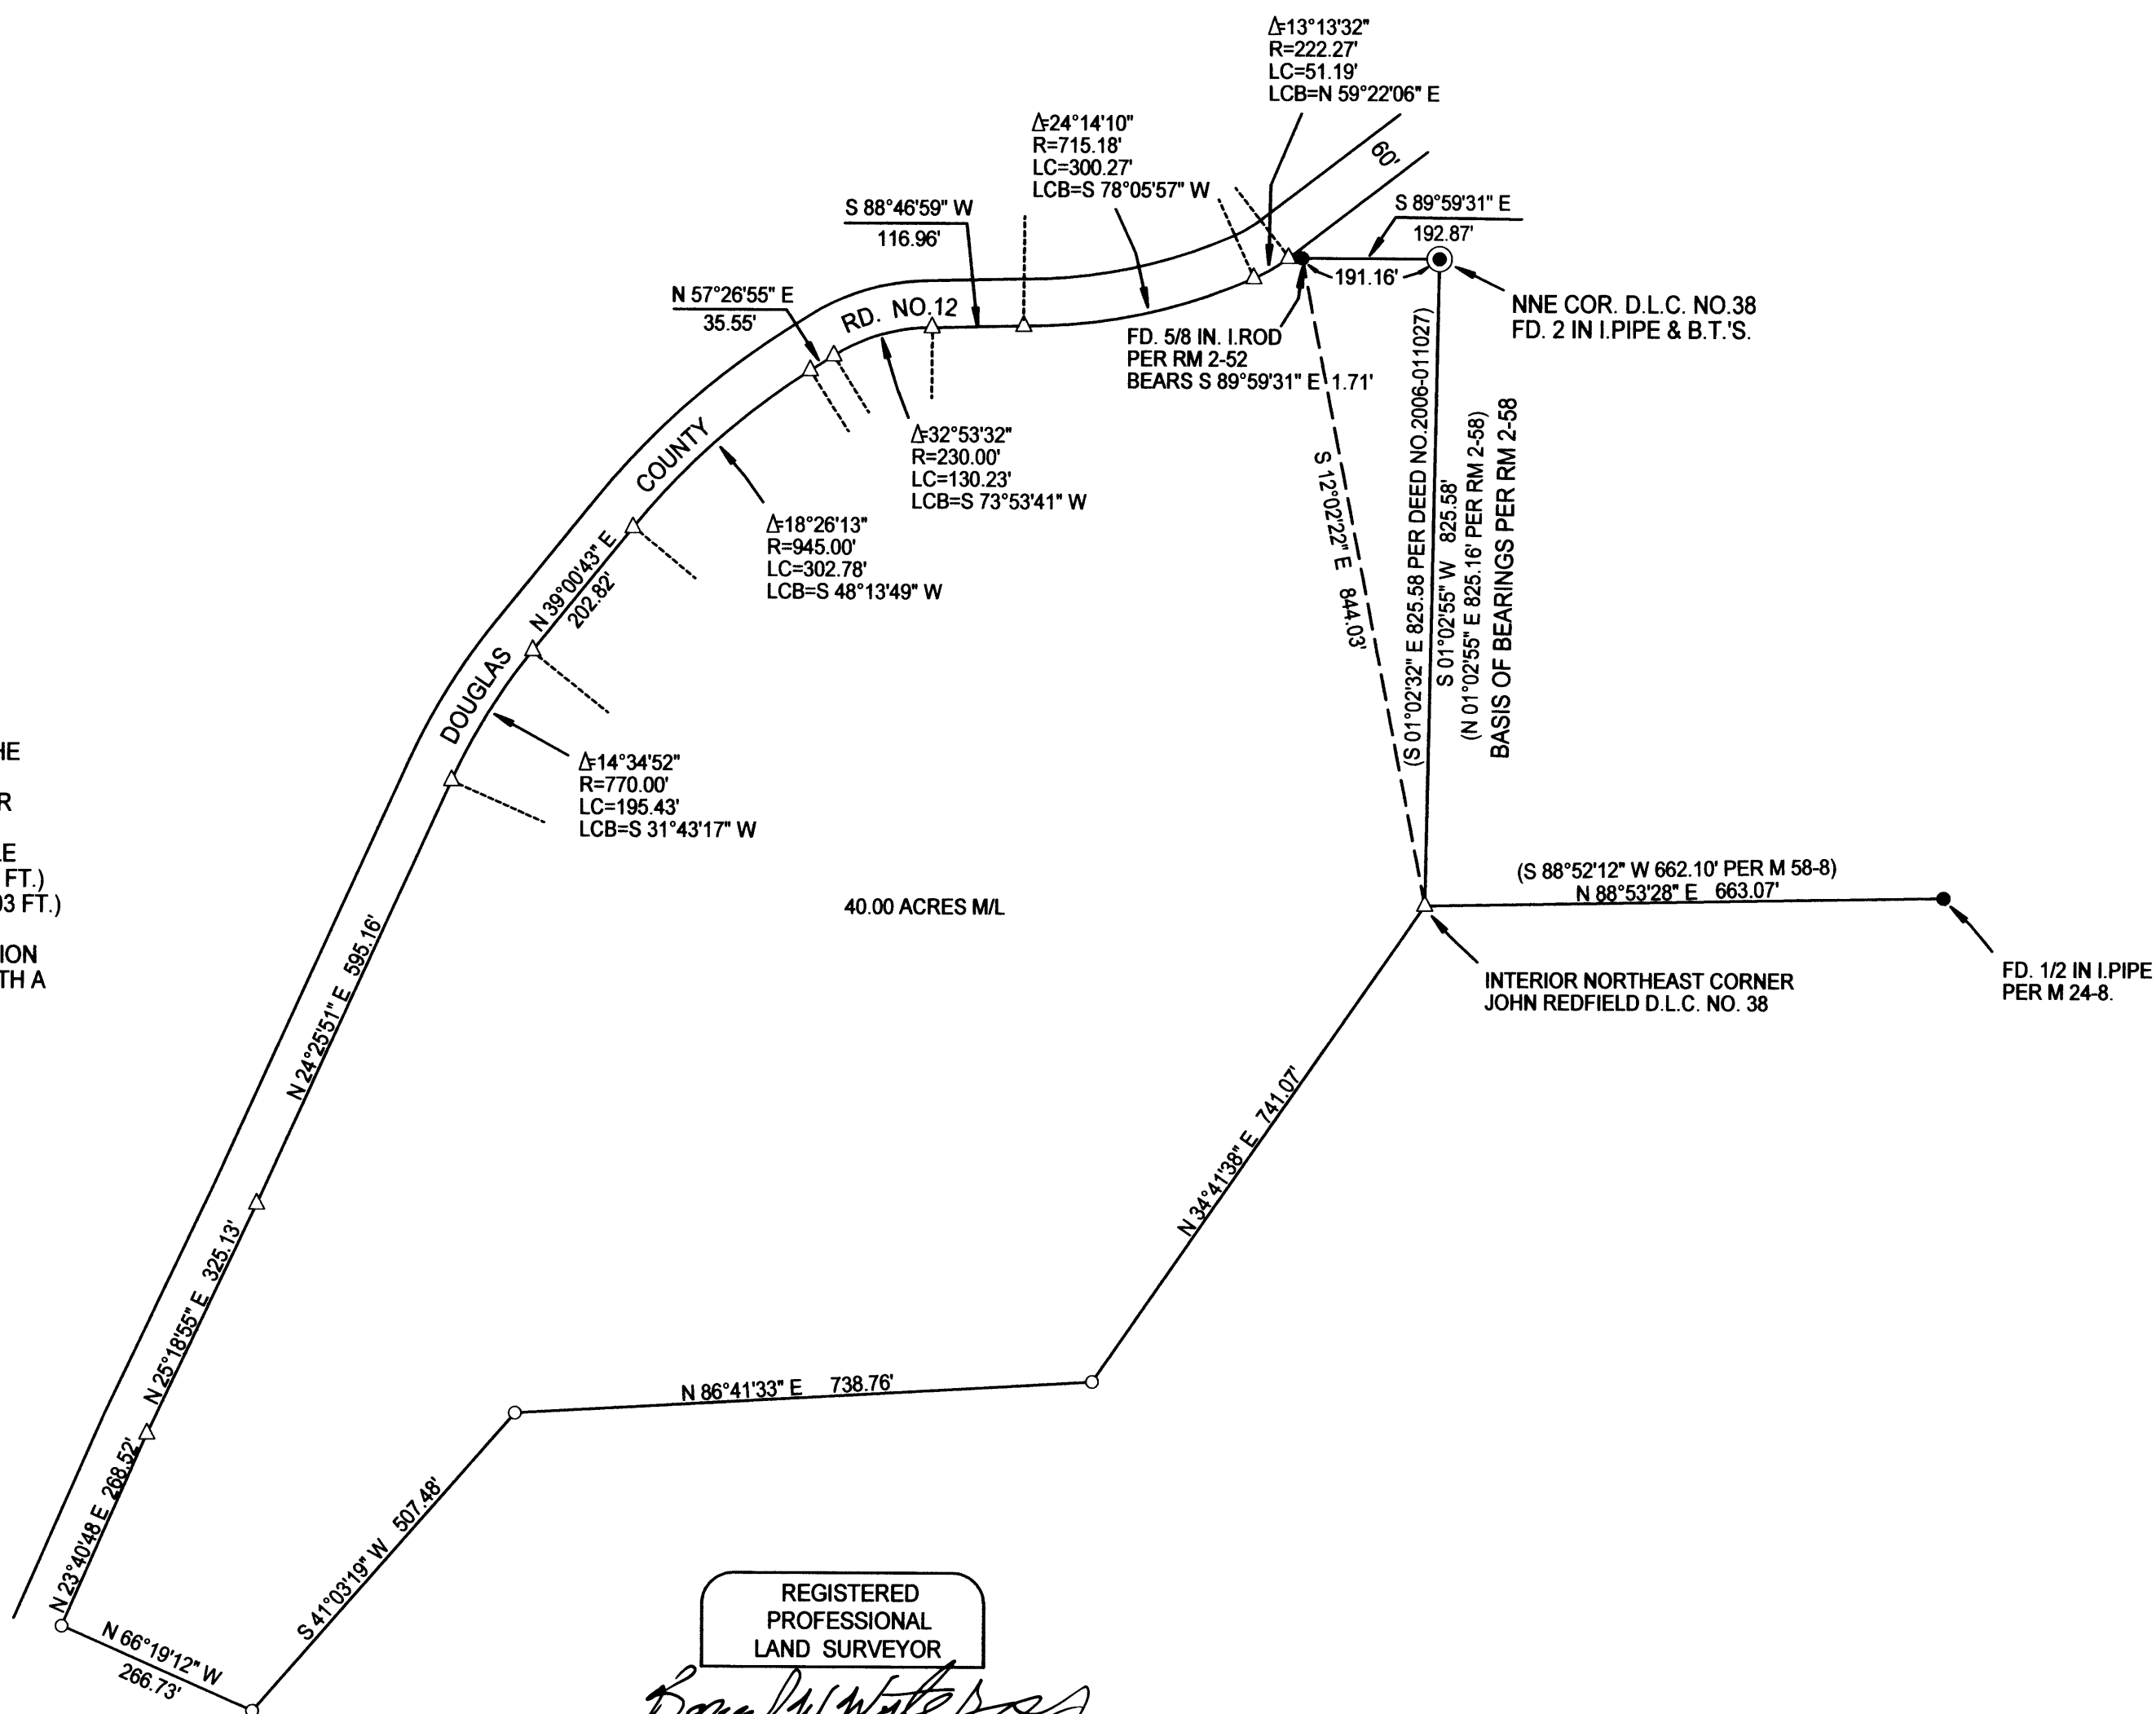 Δ=13°13'32"
R=222.27'
LC=51.19'
LCB=N 59°22'06" E
Δ=24°14'10"
R=715.18'
LC=300.27'
LCB=S 78°05'57" W
60'
S 88°46'59" W
116.96'
S 89°59'31" E
192.87'
191.16'
N 57°26'55" E
35.55'
RD. NO.12
NNE COR. D.L.C. NO.38
FD. 2 IN I.PIPE & B.T.'S.
FD. 5/8 IN. I.ROD
PER RM 2-52
BEARS S 89°59'31" E 1.71'
Δ=32°53'32"
R=230.00'
LC=130.23'
LCB=S 73°53'41" W
COUNTY
Δ=18°26'13"
R=945.00'
LC=302.78'
LCB=S 48°13'49" W
S 12°02'22" E 844.03'
(S 01°02'32" E 825.58 PER DEED NO.2006-011027)
S 01°02'55" W 825.58'
(N 01°02'55" E 825.16' PER RM 2-58)
BASIS OF BEARINGS PER RM 2-58
N 39°00'43" E
202.82'
DOUGLAS
Δ=14°34'52"
R=770.00'
LC=195.43'
LCB=S 31°43'17" W
HE
R
LE
FT.)
03 FT.)
ION
TH A
40.00 ACRES M/L
(S 88°52'12" W 662.10' PER M 58-8)
N 88°53'28" E 663.07'
INTERIOR NORTHEAST CORNER
JOHN REDFIELD D.L.C. NO. 38
FD. 1/2 IN I.PIPE
PER M 24-8.
N 24°25'51" E 595.16'
N 34°41'38" E 741.07'
N 25°18'55" E 325.13'
N 86°41'33" E 738.76'
N 23°40'48 E 268.52'
S 41°03'19" W 507.48'
N 66°19'12" W
266.73'
REGISTERED
PROFESSIONAL
LAND SURVEYOR